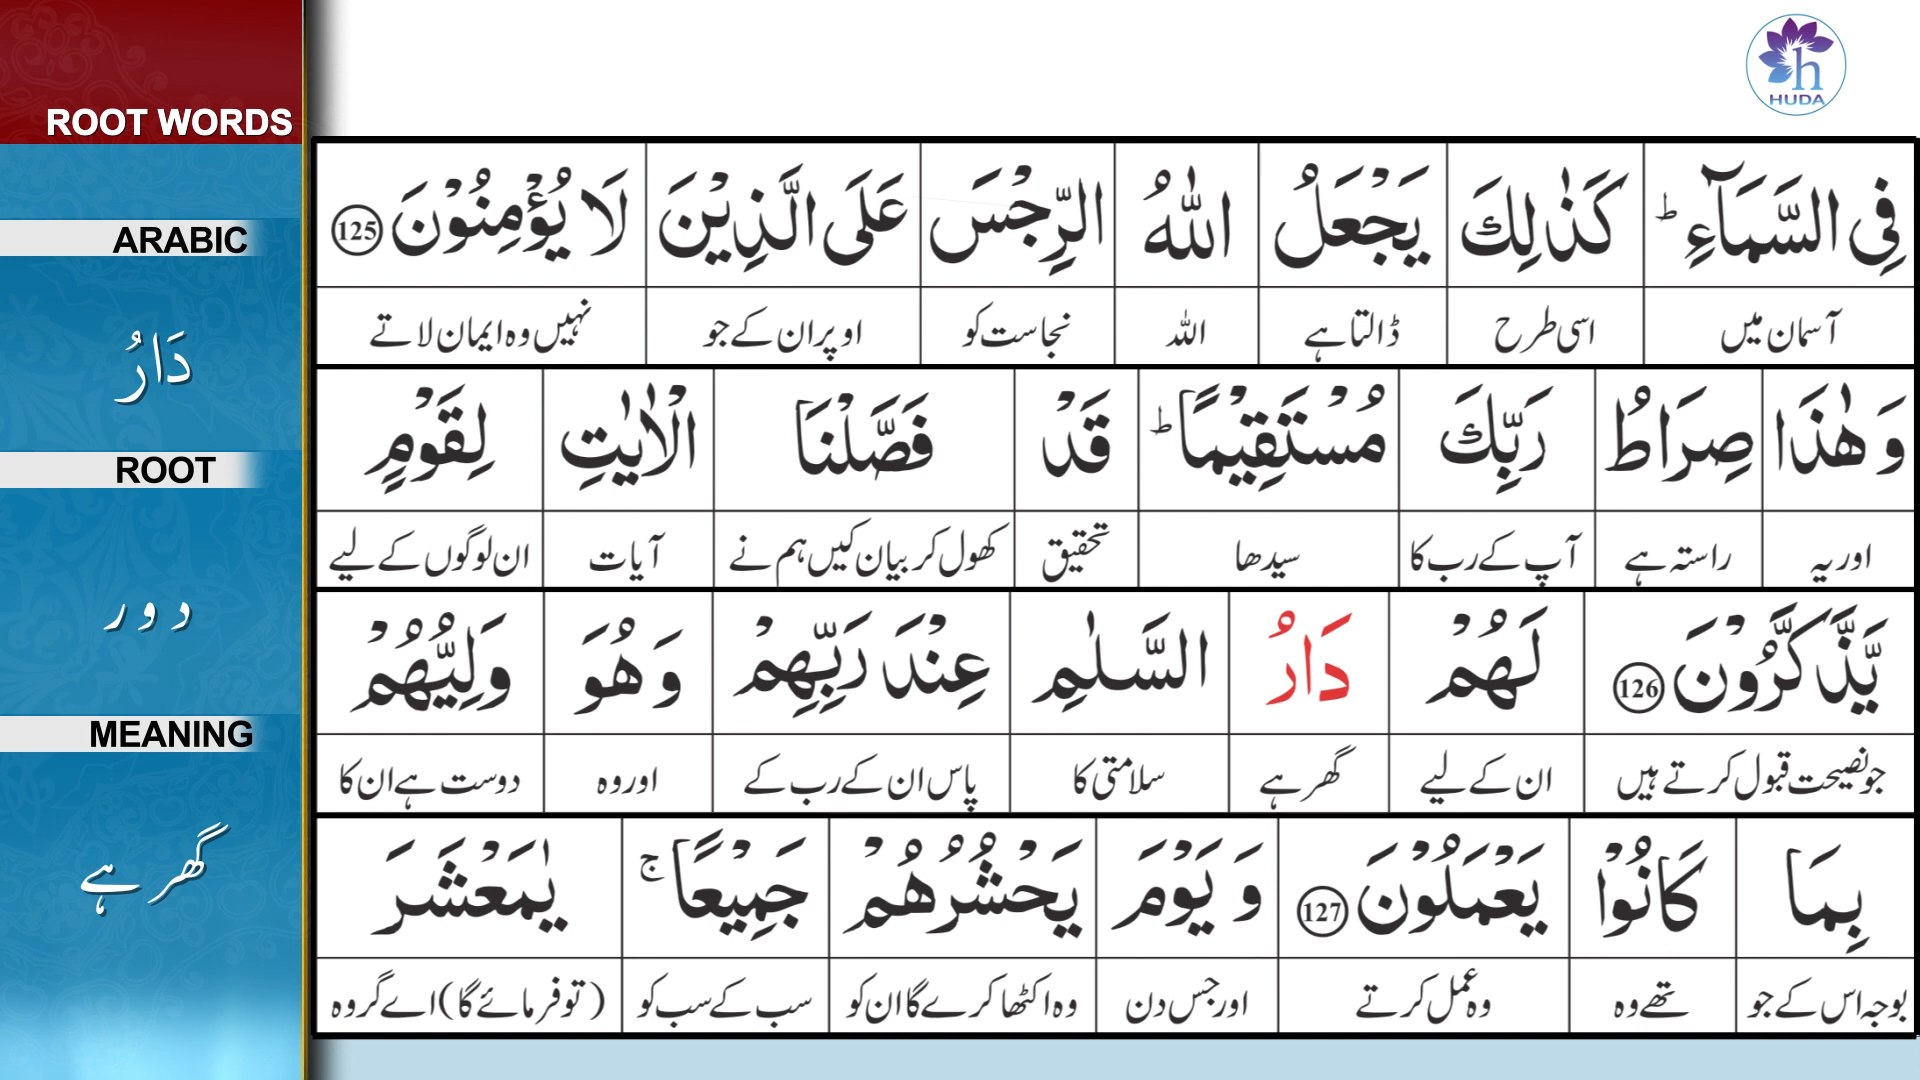 HUDA
ROOT WORDS
ARABIC
دَارُ
ROOT
د و ر
MEANING
گھر ہے
فِی السَّمَآءِ ؕ کَذٰلِكَ یَجْعَلُ اللّٰهُ الرِّجْسَ عَلَی الَّذِیْنَ لَا یُؤْمِنُوْنَ 125
آسمان میں اسی طرح ڈالتا ہے اللہ نجاست کو اوپر ان کے جو نہیں وہ ایمان لاتے
وَ هٰذَا صِرَاطُ رَبِّكَ مُسْتَقِیْمًا ؕ قَدْ فَصَّلْنَا الْاٰیٰتِ لِقَوْمٍ
اور یہ راستہ ہے آپ کے رب کا سیدھا تحقیق کھول کر بیان کیں ہم نے آیات ان لوگوں کے لیے
یَّذَّكَّرُوْنَ 126 لَهُمْ دَارُ السَّلٰمِ عِنْدَ رَبِّهِمْ وَ هُوَ وَلِیُّهُمْ
جو نصیحت قبول کرتے ہیں ان کے لیے گھر ہے سلامتی کا پاس ان کے رب کے اور وہ دوست ہے ان کا
بِمَا كَانُوْا یَعْمَلُوْنَ 127 وَ یَوْمَ یَحْشُرُهُمْ جَمِیْعًا ۚ یٰمَعْشَرَ
بوجہ اس کے جو تھے وہ وہ عمل کرتے اور جس دن وہ اکٹھا کرے گا ان کو سب کے سب کو (تو فرمائے گا) اے گروہ